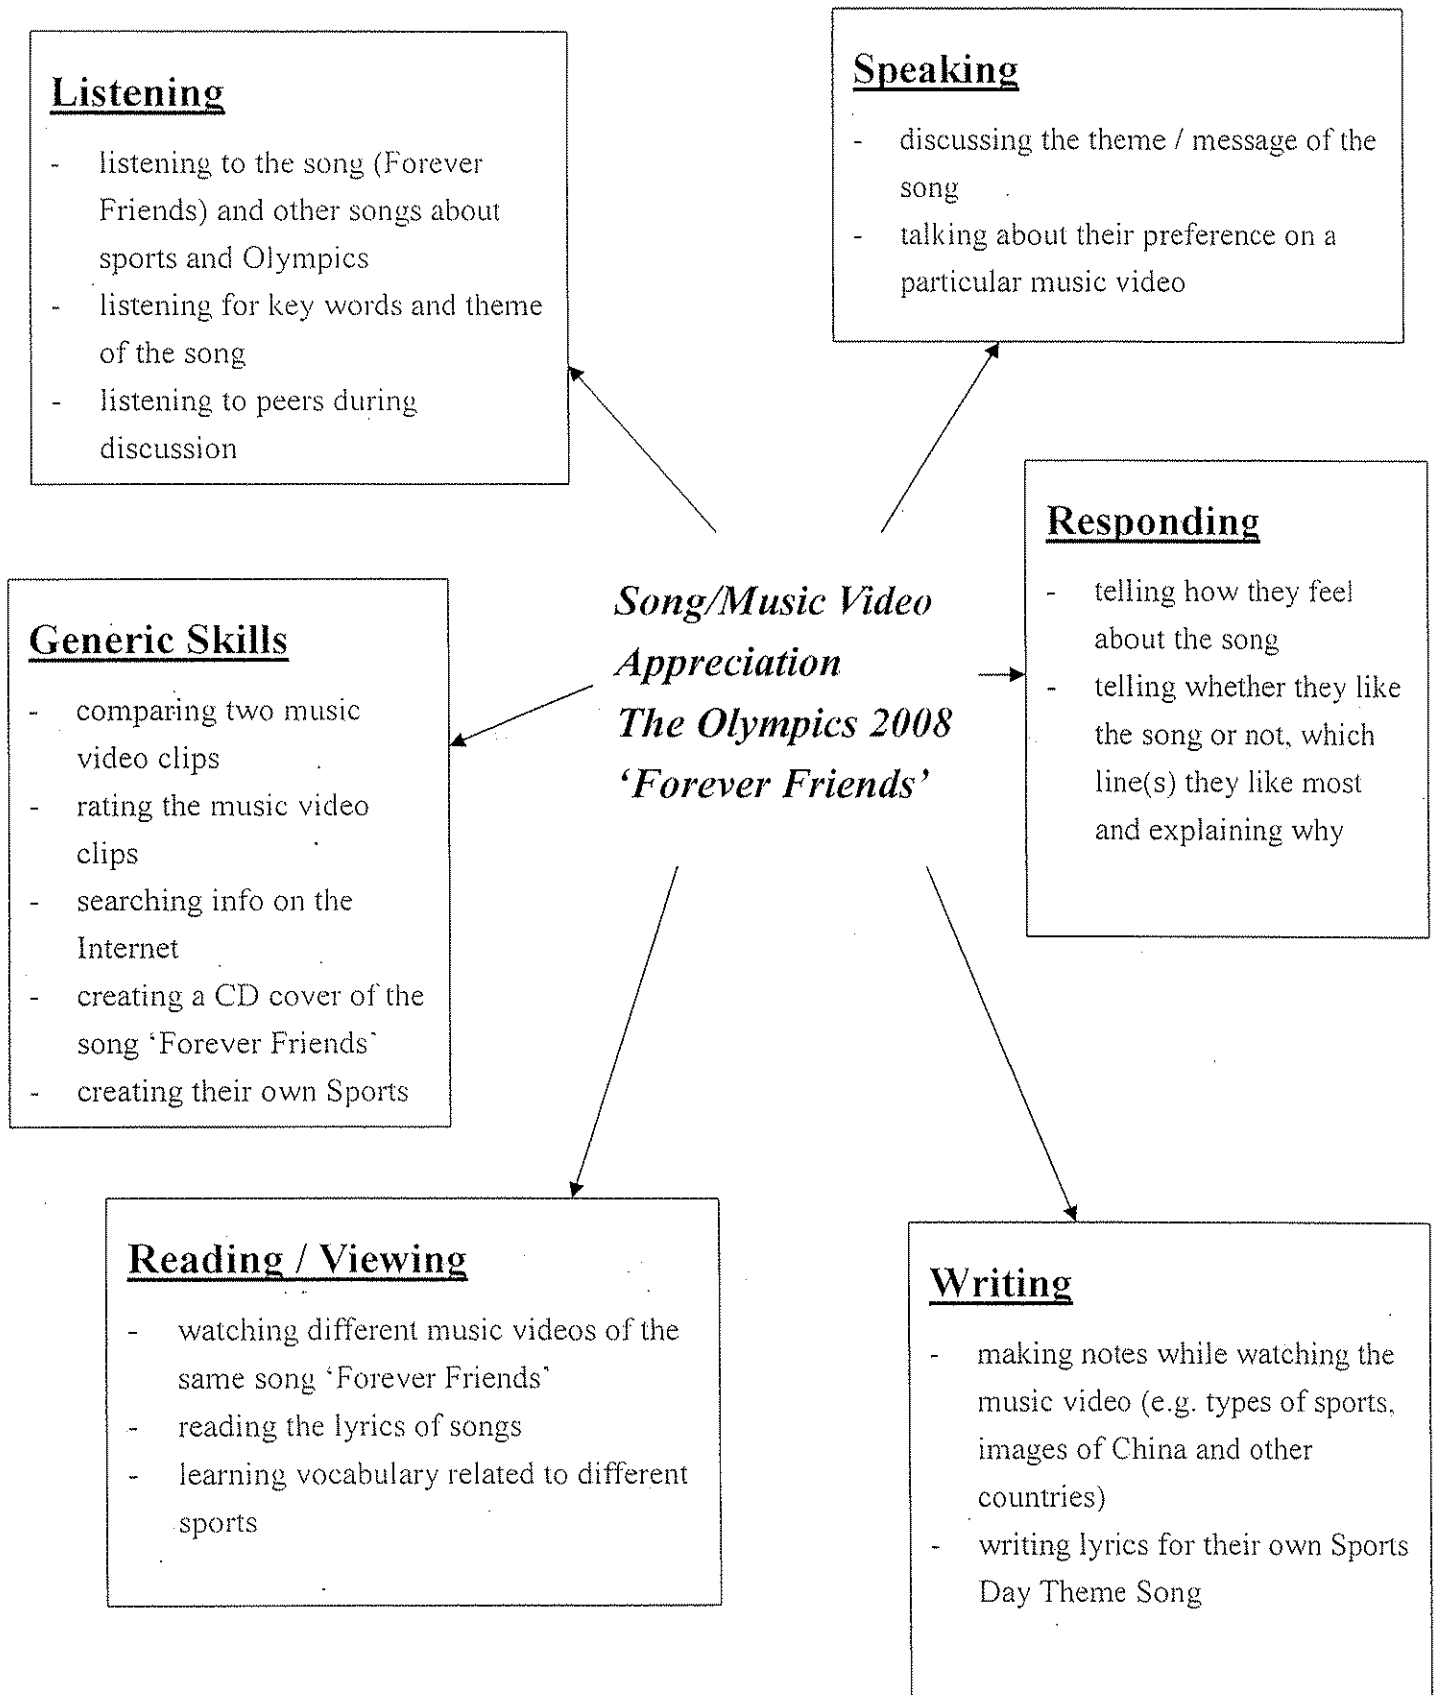 Listening
- listening to the song (Forever
Friends) and other songs about
sports and Olympics
- listening for key words and theme
of the song
- listening to peers during
discussion
Speaking
- discussing the theme / message of the
song
- talking about their preference on a
particular music video
Responding
- telling how they feel
about the song
- telling whether they like
the song or not, which
line(s) they like most
and explaining why
Song/Music Video
Appreciation
The Olympics 2008
‘Forever Friends’
Generic Skills
- comparing two music
video clips
- rating the music video
clips
- searching info on the
Internet
- creating a CD cover of the
song ‘Forever Friends’
- creating their own Sports
Reading / Viewing
- watching different music videos of the
same song ‘Forever Friends’
- reading the lyrics of songs
- learning vocabulary related to different
sports
Writing
- making notes while watching the
music video (e.g. types of sports,
images of China and other
countries)
- writing lyrics for their own Sports
Day Theme Song